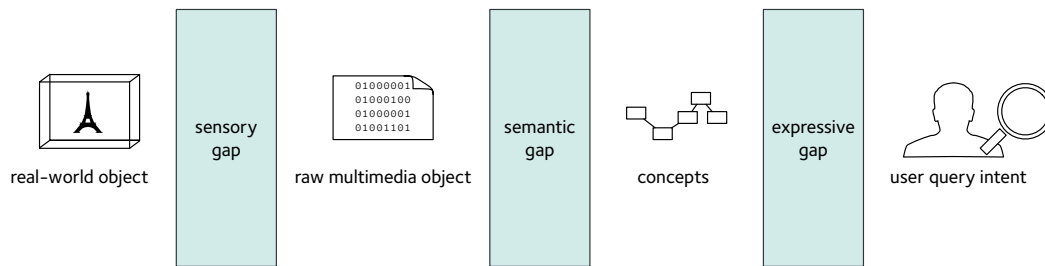 real-world object
sensory
gap
01000001
01000100
01000001
01001101
raw multimedia object
semantic
gap
concepts
expressive
gap
user query intent